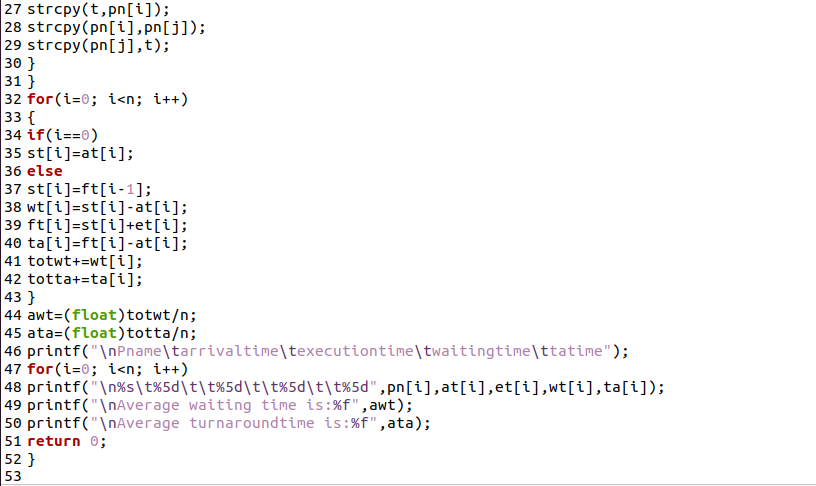 27 strcpy(t,pn[i]);
28 strcpy(pn[i],pn[j]);
29 strcpy(pn[j],t);
30 }
31 }
32 for(i=0; i<n; i++)
33 {
34 if(i==0)
35 st[i]=at[i];
36 else
37 st[i]=ft[i-1];
38 wt[i]=st[i]-at[i];
39 ft[i]=st[i]+et[i];
40 ta[i]=ft[i]-at[i];
41 totwt+=wt[i];
42 totta+=ta[i];
43 }
44 awt=(float)totwt/n;
45 ata=(float)totta/n;
46 printf("\nPname\tarrivaltime\texecutiontime\twaitingtime\ttatime");
47 for(i=0; i<n; i++)
48 printf("\n%s\t%5d\t\t%5d\t\t%5d\t\t%5d",pn[i],at[i],et[i],wt[i],ta[i]);
49 printf("\nAverage waiting time is:%f",awt);
50 printf("\nAverage turnaroundtime is:%f",ata);
51 return 0;
52 }
53